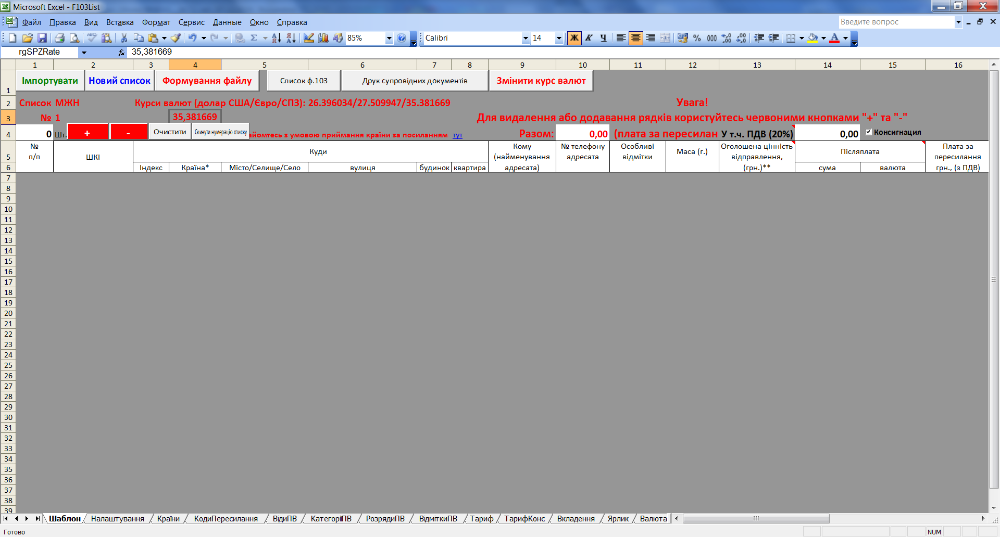 Microsoft Excel - F103List
Файл Правка Вид Вставка Формат Сервис Данные Окно Справка
Введите вопрос
85%
Calibri
14
Ж К Ч
rgSPZRate
35,381669
1 2 3 4 5 6 7 8 9 10 11 12 13 14 15 16
Імпортувати
Новий список
Формування файлу
Список ф.103
Друк супровідних документів
Змінити курс валют
1
2
Список МЖН
Курси валют (долар США/Євро/СПЗ): 26.396034/27.509947/35.381669
Увага!
3
№ 1
35,381669
Для видалення або додавання рядків користуйтесь червоними кнопками "+" та "-"
4
0 Шт.
+
-
Очистити
Скинути нумерацію списку
айомтесь з умовою приймання країни за посиланням тут
Разом:
0,00
(плата за пересилан
У т.ч. ПДВ (20%)
0,00
Консигнация
5
6
№
п/п
ШКІ
Куди
Індекс
Країна*
Місто/Селище/Село
вулиця
будинок
квартира
Кому
(найменування
адресата)
№ телефону
адресата
Особливі
відмітки
Маса (г.)
Оголошена цінність
відправлення,
(грн.)**
Післяплата
сума
валюта
Плата за
пересилання
грн., (з ПДВ)
7
8
9
10
11
12
13
14
15
16
17
18
19
20
21
22
23
24
25
26
27
28
29
30
31
32
33
34
35
36
37
38
39
Шаблон Налаштування Країни КодиПересилання ВідиПВ КатегоріїПВ РозрядиПВ ВідміткиПВ Тариф ТарифКонс Вкладення Ярлик Валюта
Готово
NUM